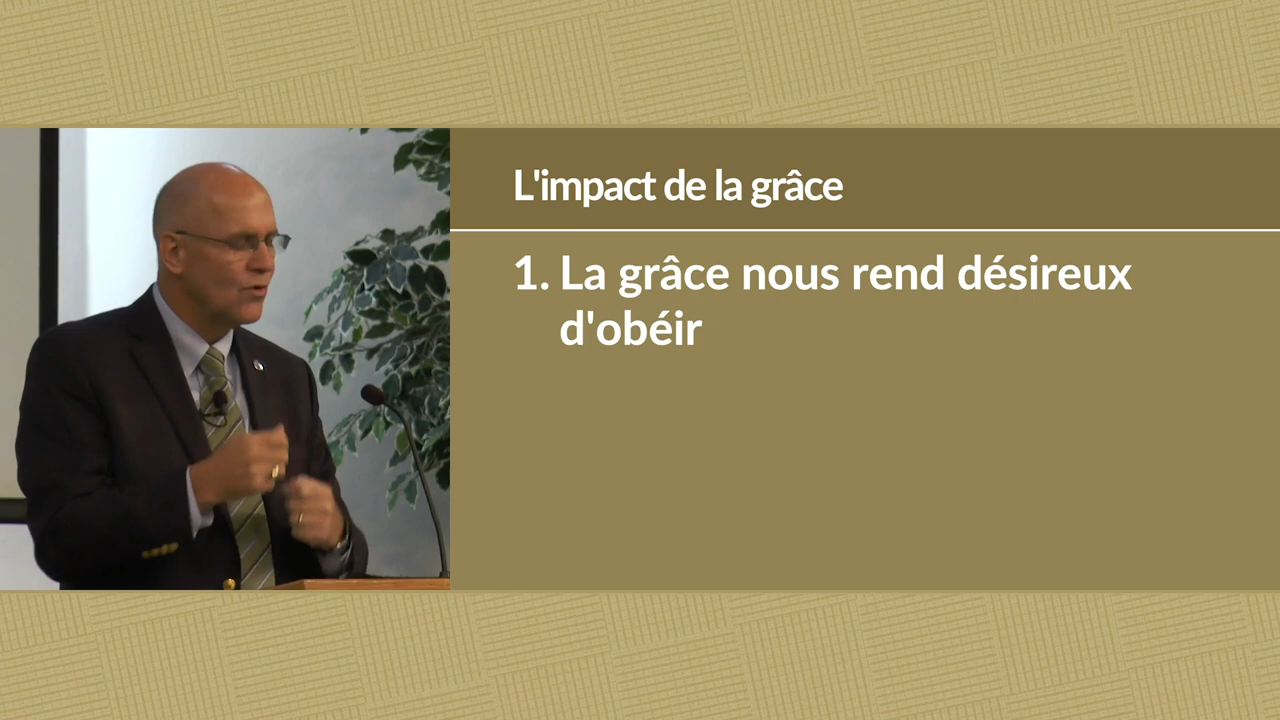 L'impact de la grâce
1. La grâce nous rend désireux
d'obéir